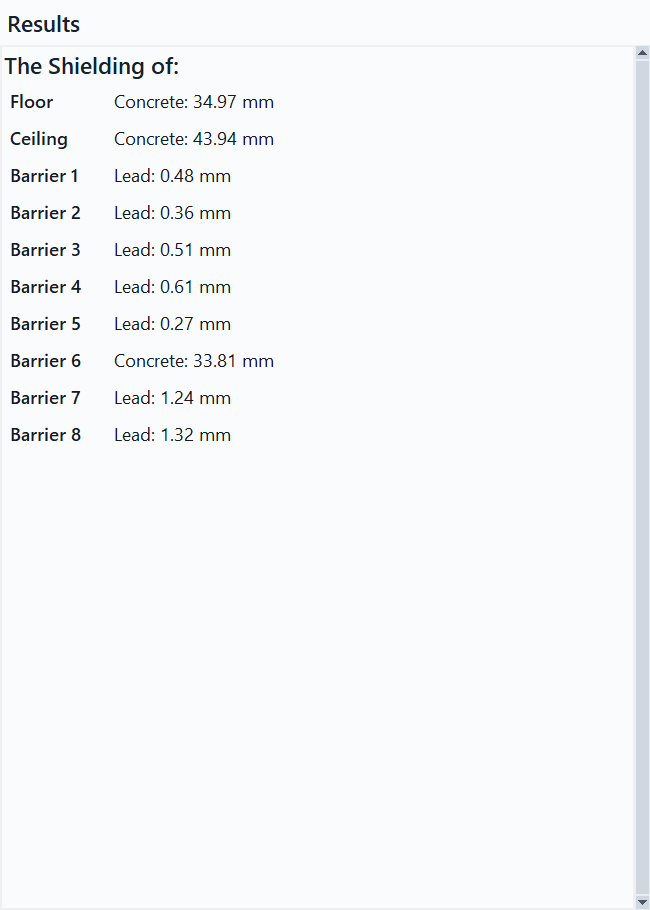 Results
The Shielding of:
Floor Concrete: 34.97 mm
Ceiling Concrete: 43.94 mm
Barrier 1 Lead: 0.48 mm
Barrier 2 Lead: 0.36 mm
Barrier 3 Lead: 0.51 mm
Barrier 4 Lead: 0.61 mm
Barrier 5 Lead: 0.27 mm
Barrier 6 Concrete: 33.81 mm
Barrier 7 Lead: 1.24 mm
Barrier 8 Lead: 1.32 mm